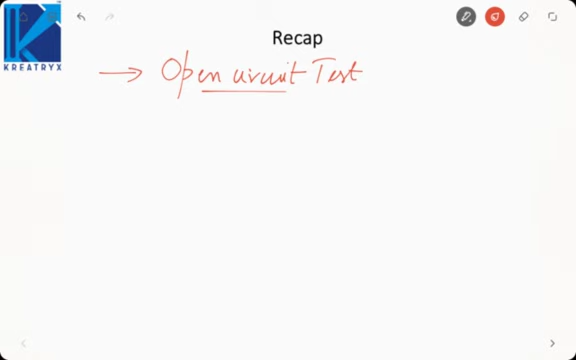 KREATRYX
Recap
→ Open circuit Test